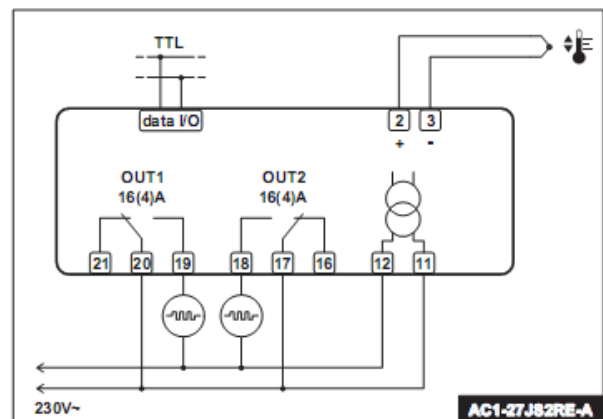 TTL
data I/O
2 3
+ -
OUT1 OUT2
16(4)A 16(4)A
21 20 19 18 17 16 12 11
230V~
AC1-27JS2RE-A